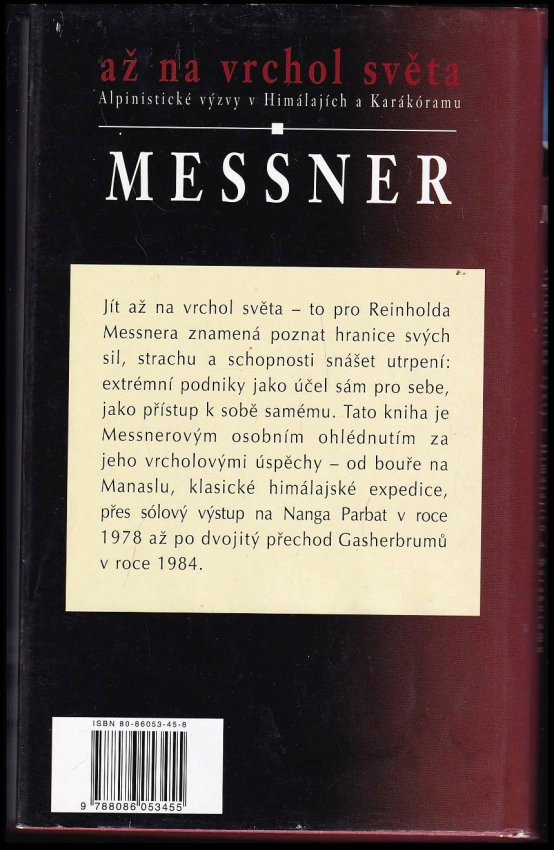 až na vrchol světa
Alpinistické výzvy v Himálajích a Karákóramu
MESSNER
Jít až na vrchol světa – to pro Reinholda
Messnera znamená poznat hranice svých
sil, strachu a schopnosti snášet utrpení:
extrémní podniky jako účel sám pro sebe,
jako přístup k sobě samému. Tato kniha je
Messnerovým osobním ohlédnutím za
jeho vrcholovými úspěchy – od bouře na
Manaslu, klasické himálajské expedice,
přes sólový výstup na Nanga Parbat v roce
1978 až po dvojitý přechod Gasherbrumů
v roce 1984.
ISBN 80-86053-45-8
9 788086 053455